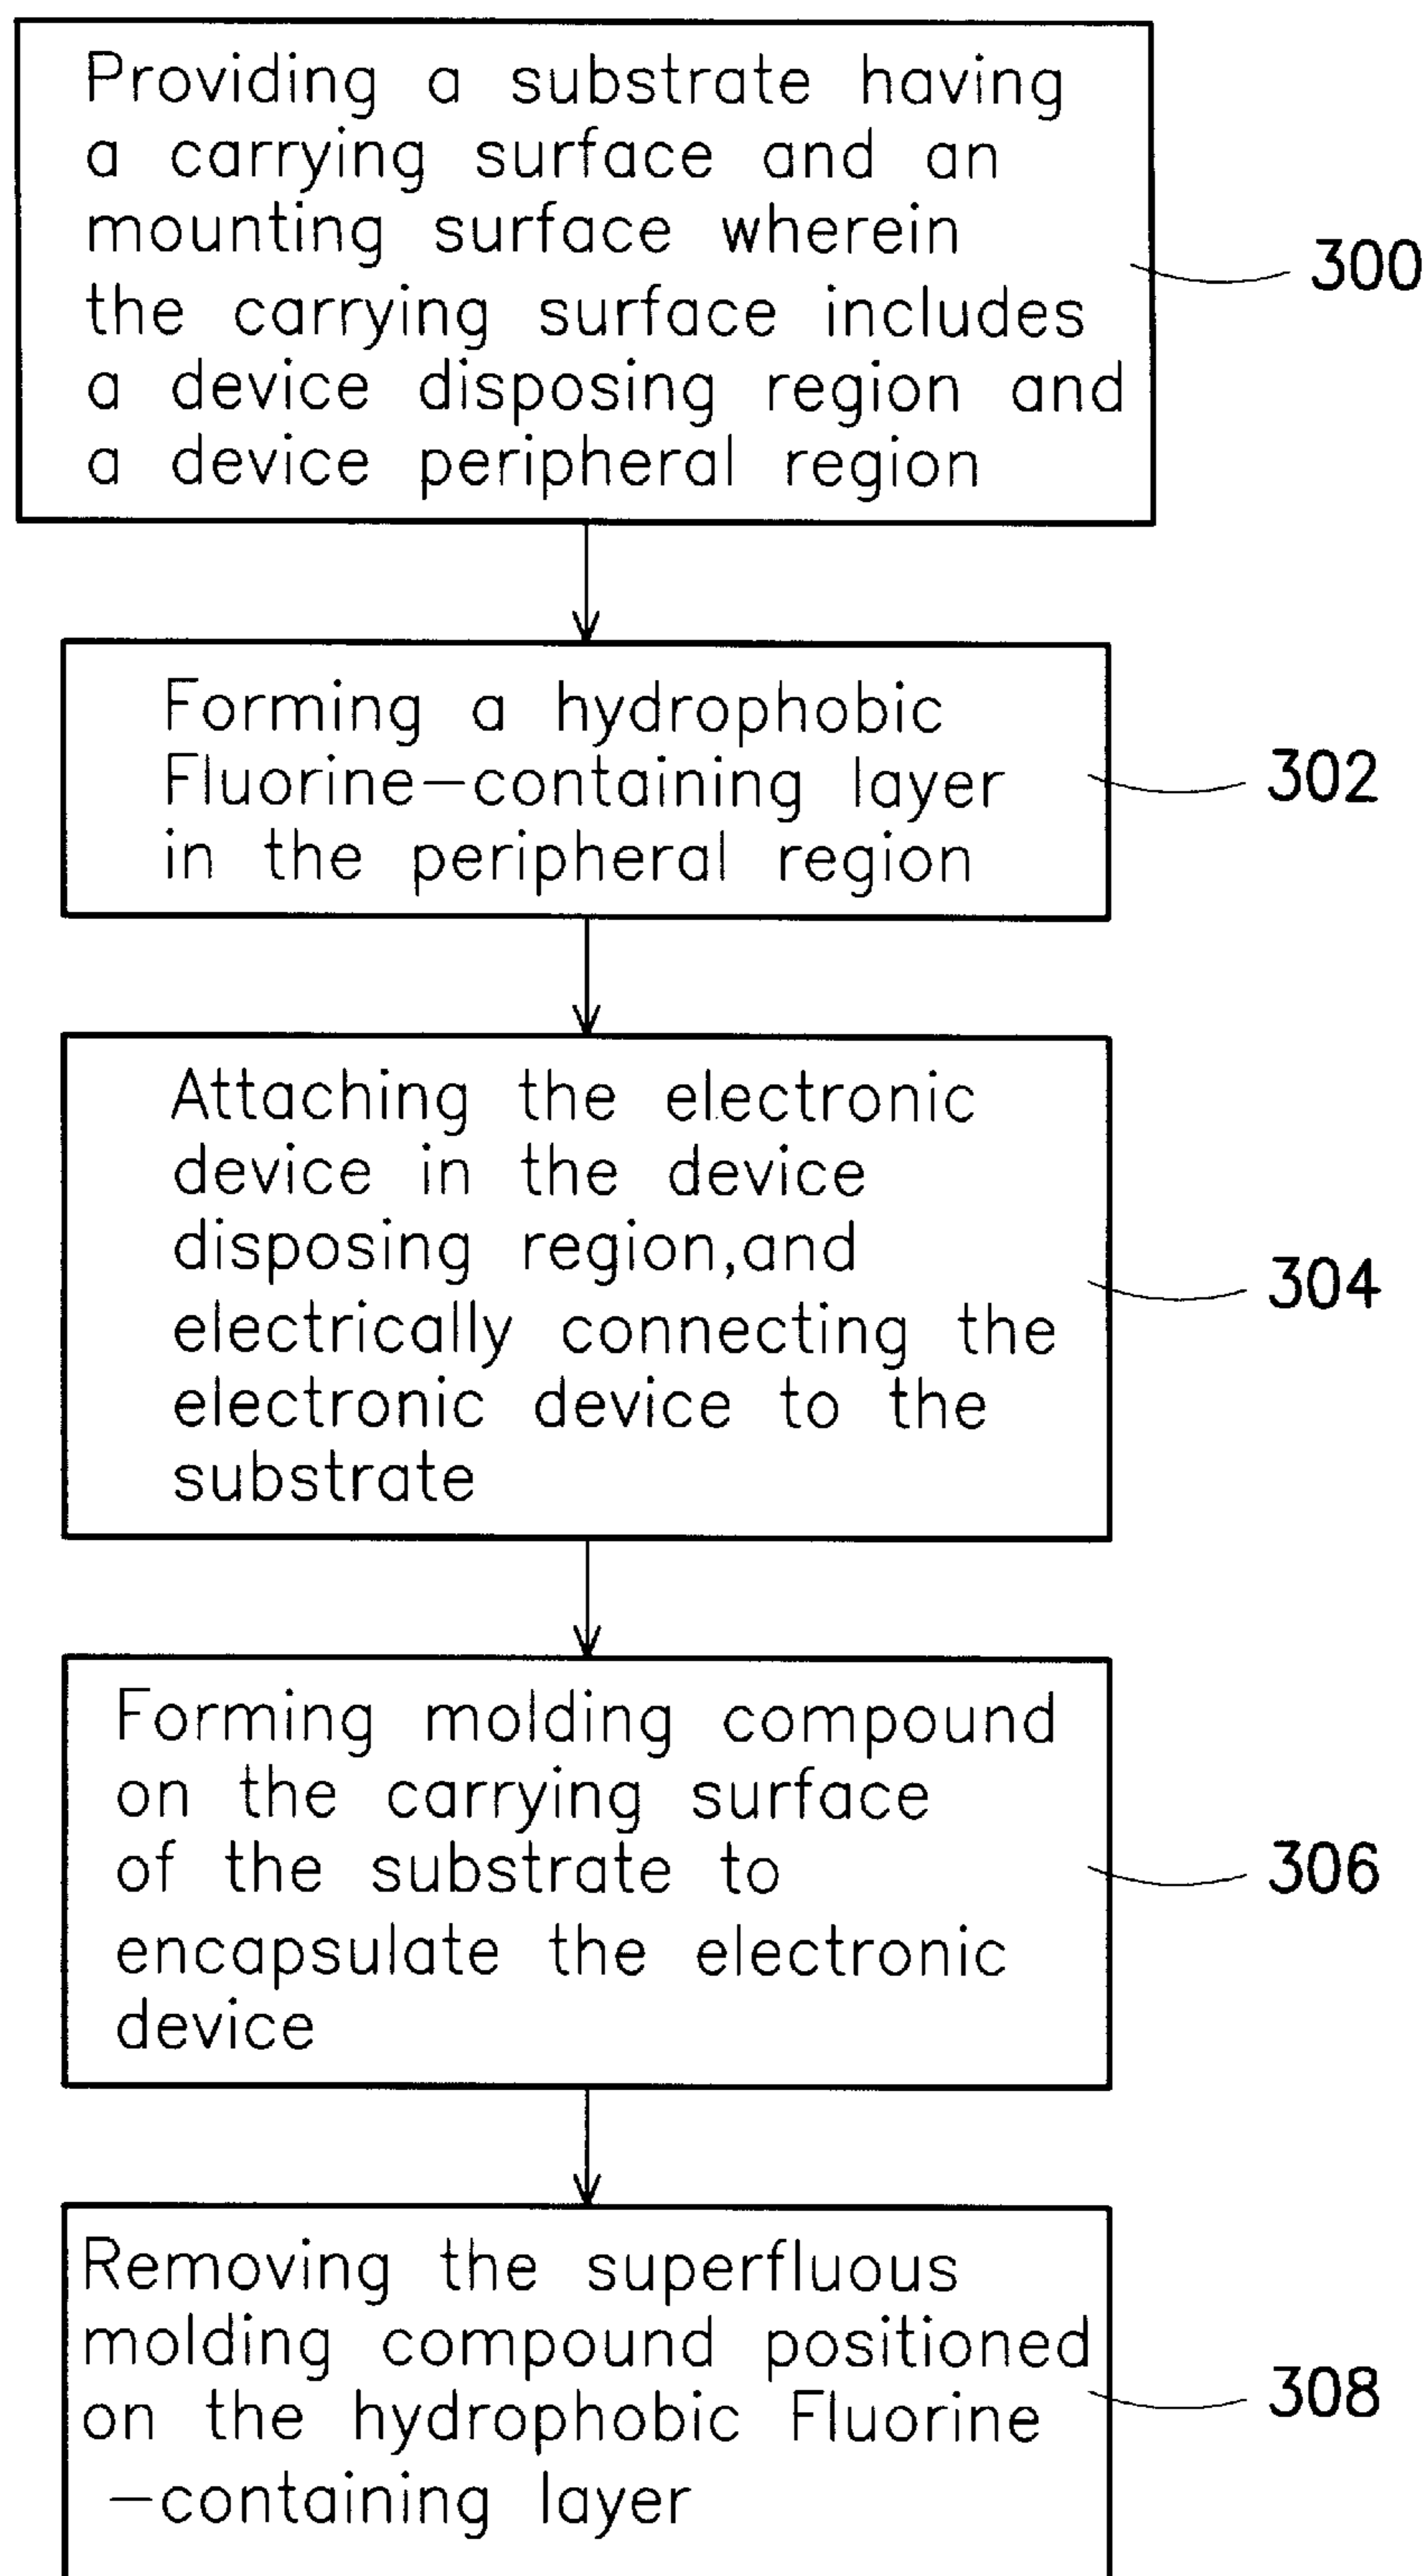 Providing a substrate having
a carrying surface and an
mounting surface wherein
the carrying surface includes
a device disposing region and
a device peripheral region
300
Forming a hydrophobic
Fluorine-containing layer
in the peripheral region
302
Attaching the electronic
device in the device
disposing region,and
electrically connecting the
electronic device to the
substrate
304
Forming molding compound
on the carrying surface
of the substrate to
encapsulate the electronic
device
306
Removing the superfluous
molding compound positioned
on the hydrophobic Fluorine
-containing layer
308